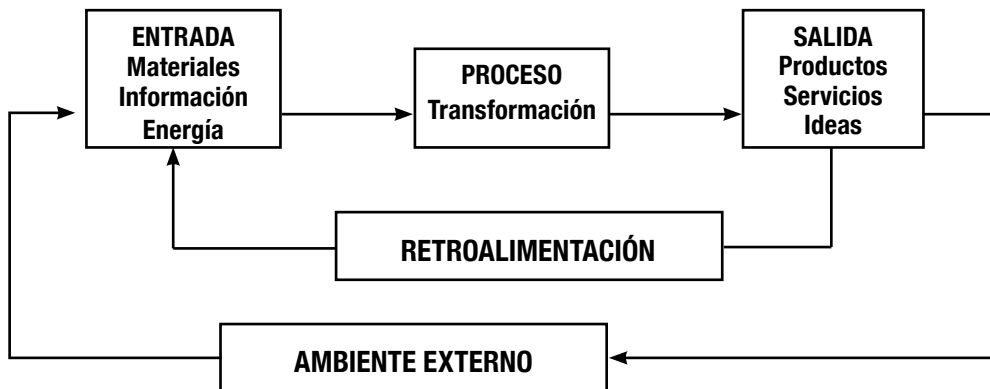 ENTRADA
Materiales
Información
Energía
PROCESO
Transformación
SALIDA
Productos
Servicios
Ideas
RETROALIMENTACIÓN
AMBIENTE EXTERNO